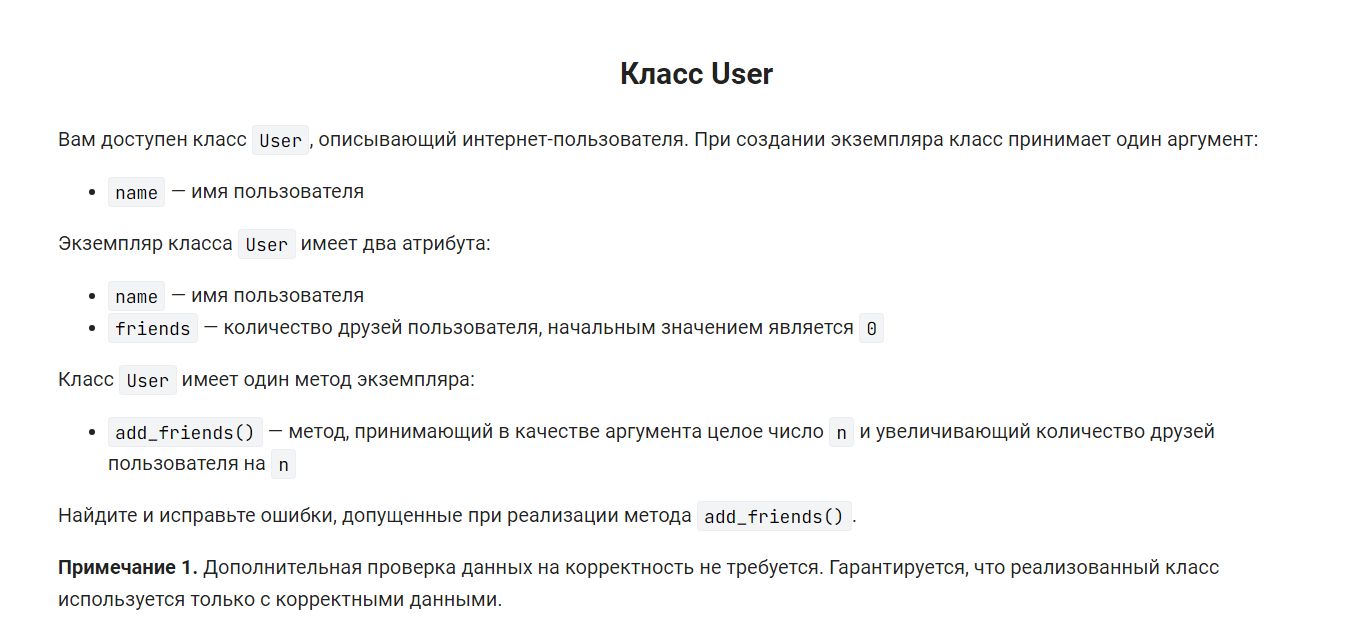 Класс User
Вам доступен класс User, описывающий интернет-пользователя. При создании экземпляра класс принимает один аргумент:
• name — имя пользователя
Экземпляр класса User имеет два атрибута:
• name — имя пользователя
• friends — количество друзей пользователя, начальным значением является 0
Класс User имеет один метод экземпляра:
• add_friends() — метод, принимающий в качестве аргумента целое число n и увеличивающий количество друзей
пользователя на n
Найдите и исправьте ошибки, допущенные при реализации метода add_friends().
Примечание 1. Дополнительная проверка данных на корректность не требуется. Гарантируется, что реализованный класс
используется только с корректными данными.